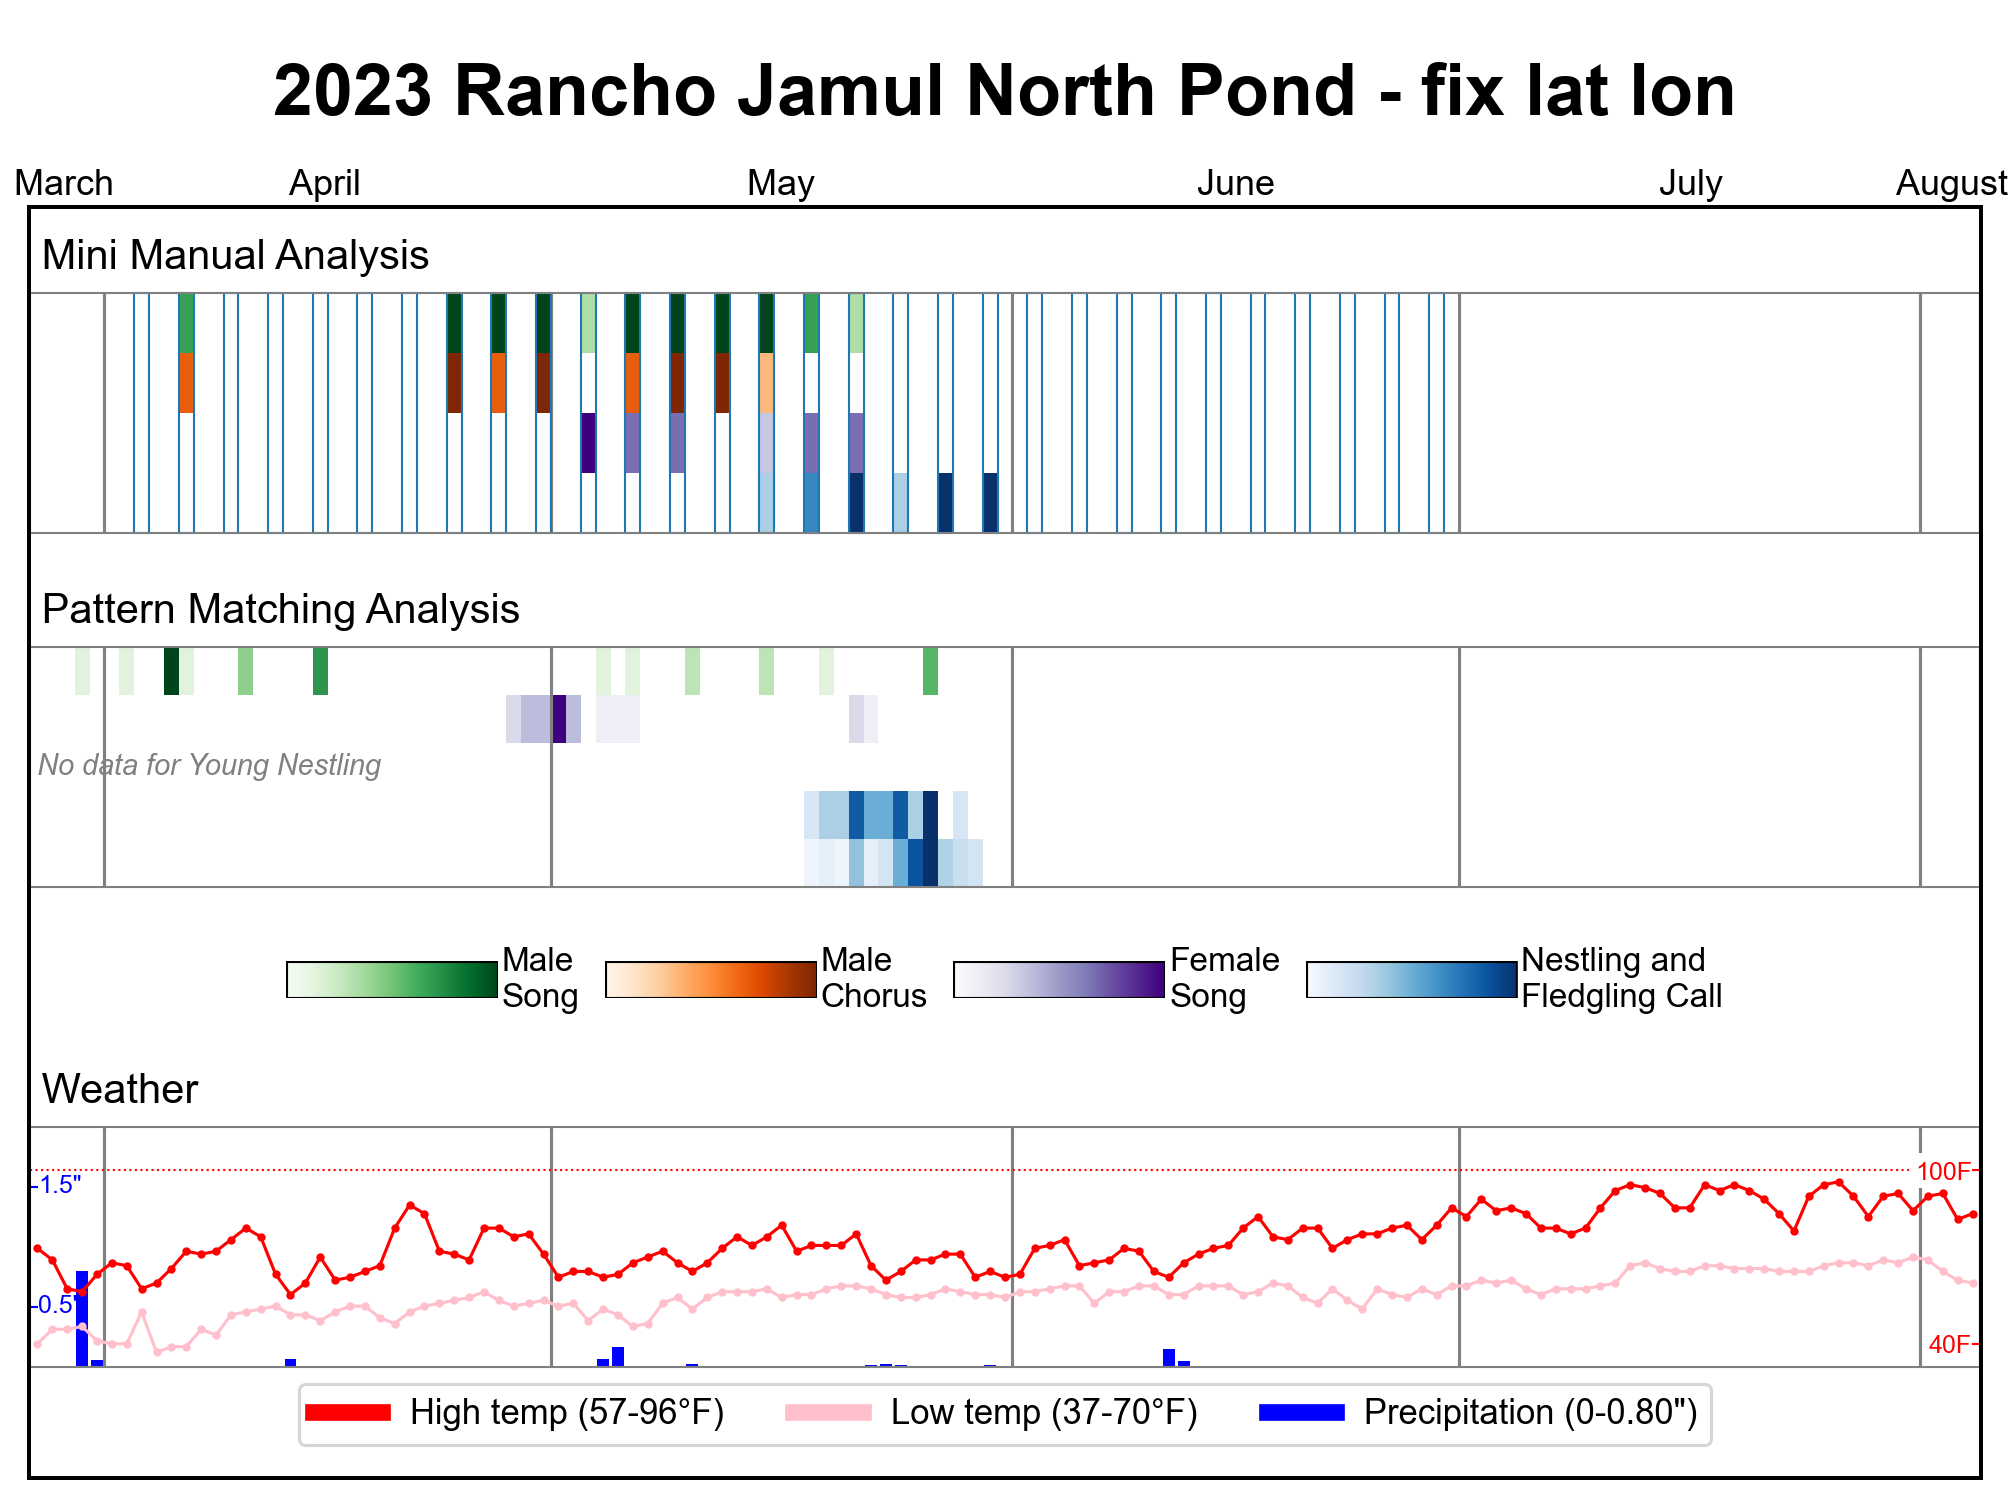 2023 Rancho Jamul North Pond - fix lat lon
March April May June July August
Mini Manual Analysis
Pattern Matching Analysis
No data for Young Nestling
Male Song
Male Chorus
Female Song
Nestling and Fledgling Call
Weather
1.5"
100F
0.5"
40F
High temp (57-96°F) Low temp (37-70°F) Precipitation (0-0.80")